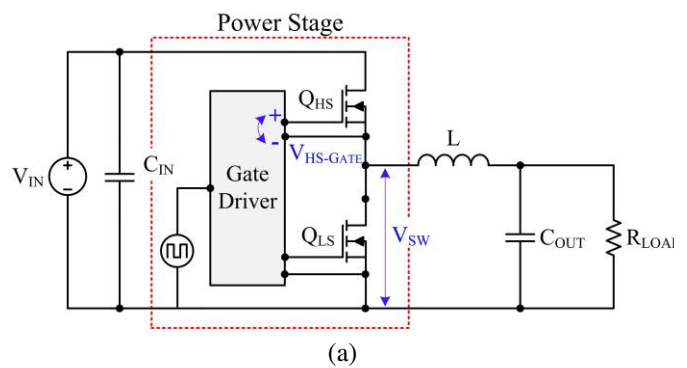 Power Stage
Q_HS
+
-
V_HS-GATE
V_IN
+
-
C_IN
Gate
Driver
L
Q_LS
V_SW
C_OUT
R_LOAD
(a)